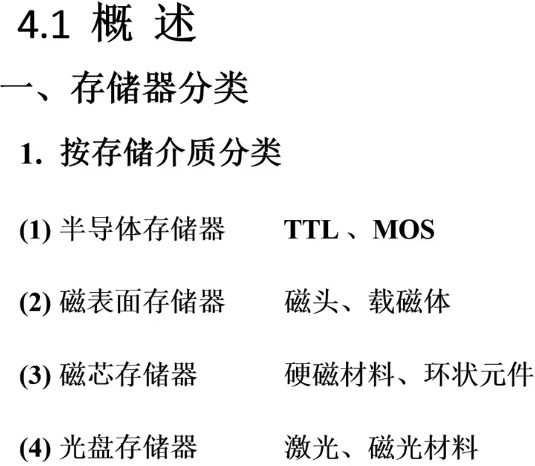 4.1 概 述
一、存储器分类
1. 按存储介质分类
(1) 半导体存储器 TTL 、MOS
(2) 磁表面存储器 磁头、载磁体
(3) 磁芯存储器 硬磁材料、环状元件
(4) 光盘存储器 激光、磁光材料